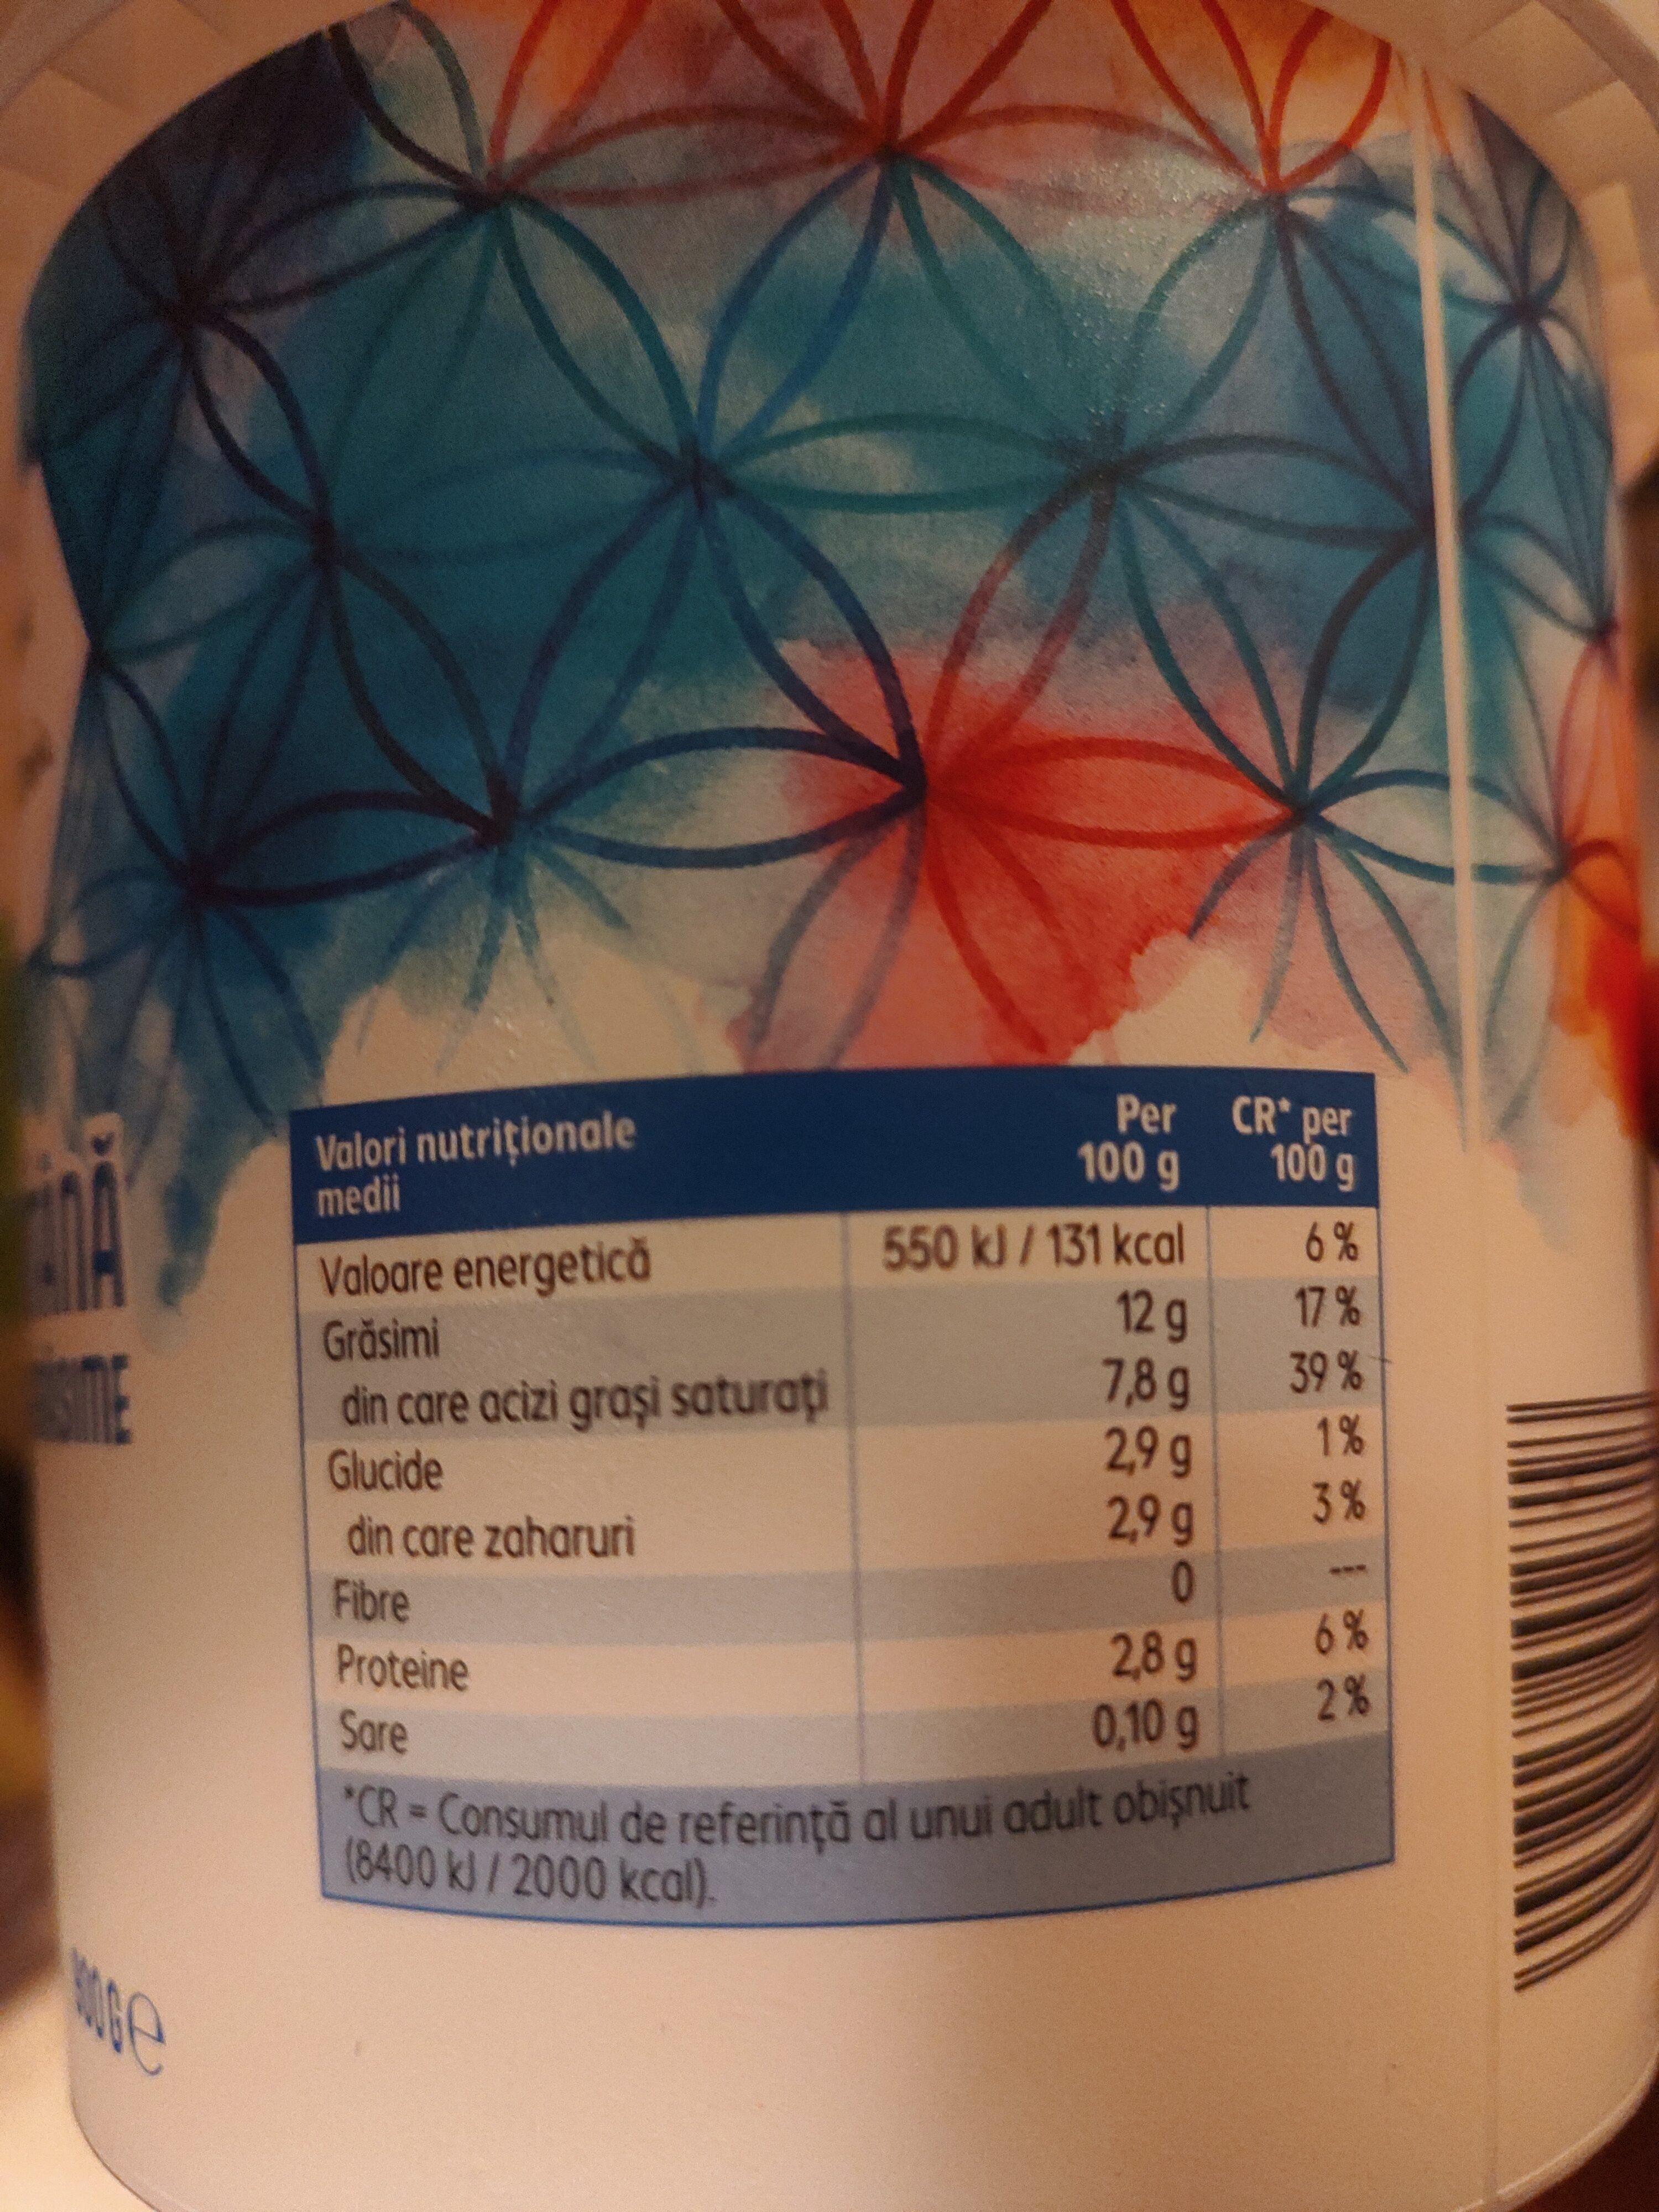 Valori nutriționale
medii
Per
100 g
CR* per
100 g
Valoare energetică 550 kJ / 131 kcal 6 %
Grăsimi 12 g 17 %
din care acizi grași saturați 7,8 g 39 %
Glucide 2,9 g 1 %
din care zaharuri 2,9 g 3 %
Fibre 0 ---
Proteine 2,8 g 6 %
Sare 0,10 g 2 %
*CR = Consumul de referință al unui adult obișnuit
(8400 kJ / 2000 kcal).